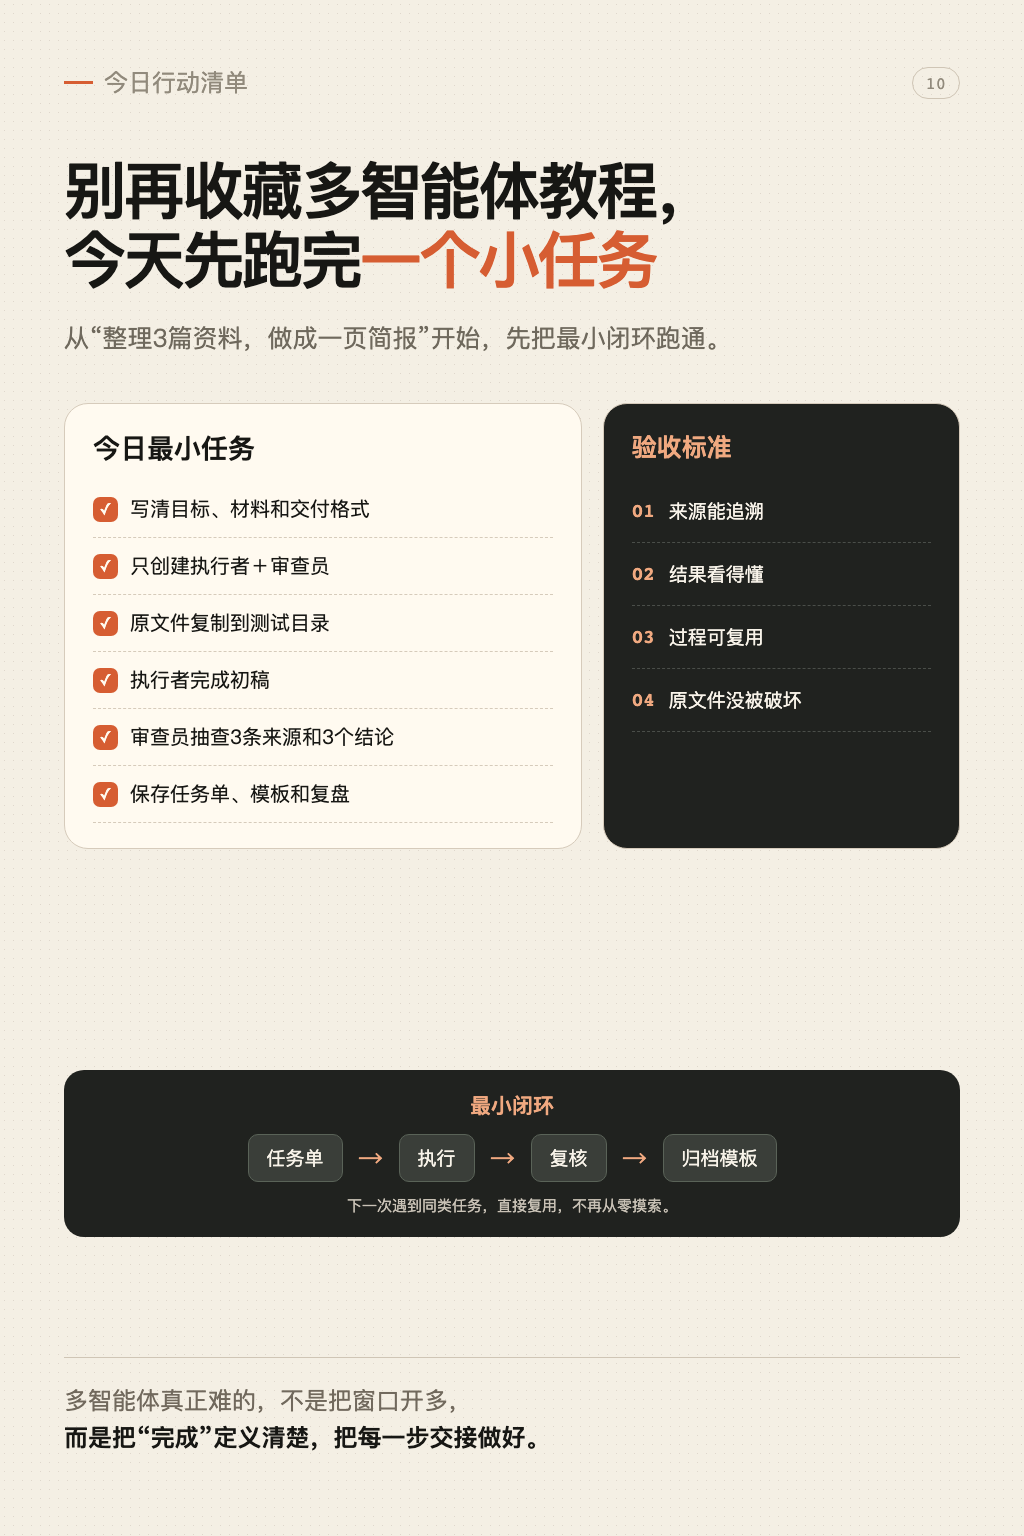 今日行动清单
10
别再收藏多智能体教程，
今天先跑完一个小任务
从“整理3篇资料，做成一页简报”开始，先把最小闭环跑通。
今日最小任务
写清目标、材料和交付格式
只创建执行者＋审查员
原文件复制到测试目录
执行者完成初稿
审查员抽查3条来源和3个结论
保存任务单、模板和复盘
验收标准
01 来源能追溯
02 结果看得懂
03 过程可复用
04 原文件没被破坏
最小闭环
任务单 → 执行 → 复核 → 归档模板
下一次遇到同类任务，直接复用，不再从零摸索。
多智能体真正难的，不是把窗口开多，
而是把“完成”定义清楚，把每一步交接做好。